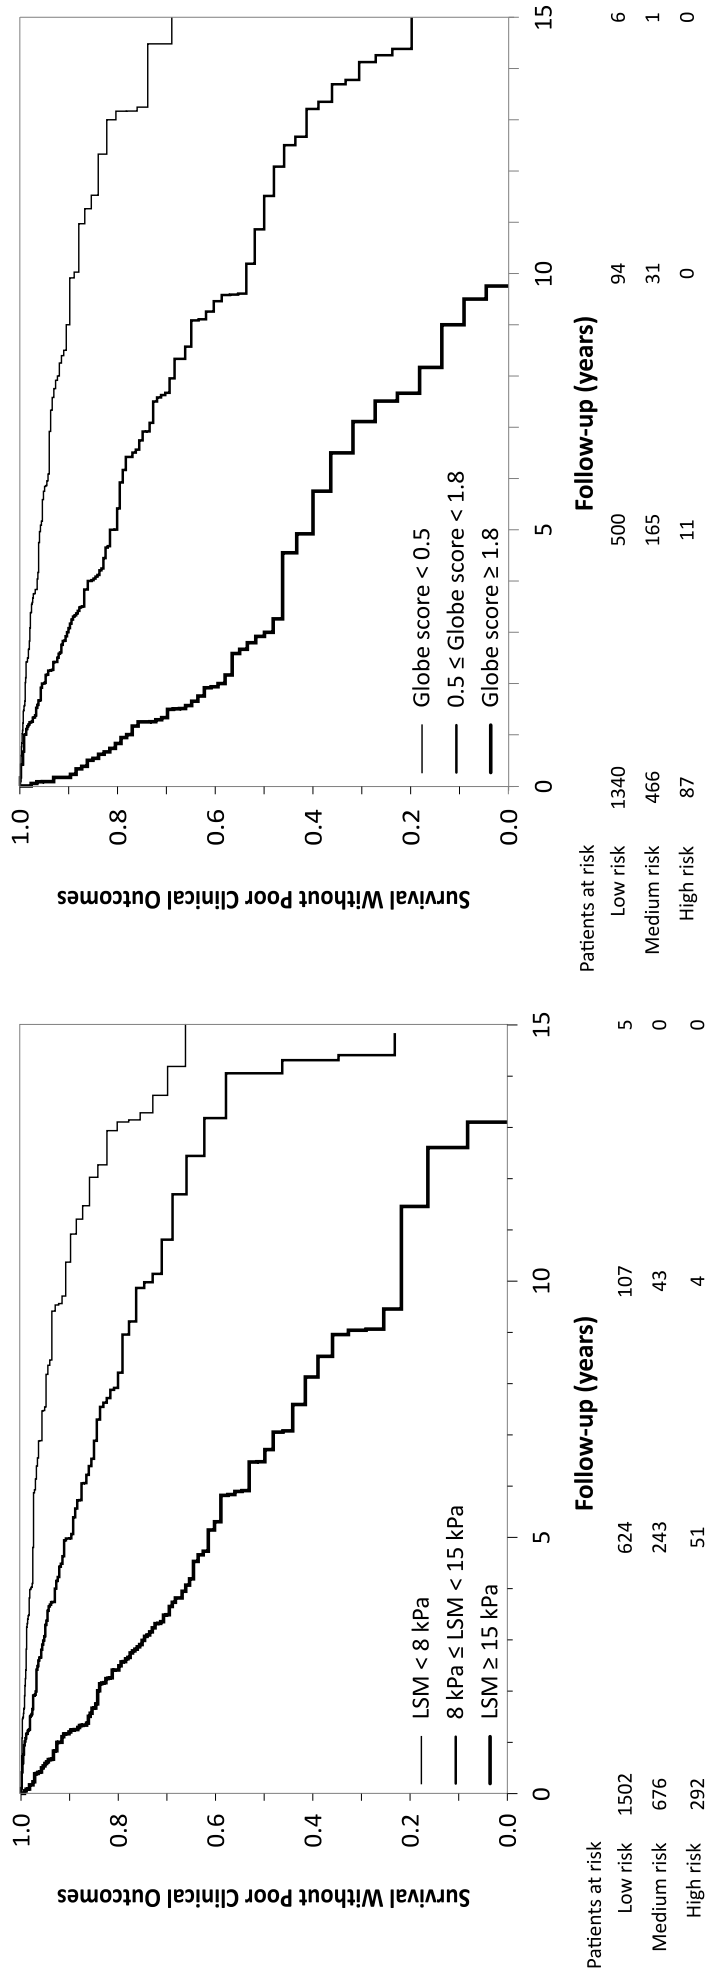 Survival Without Poor Clinical Outcomes
1.0
0.8
0.6
0.4
0.2
0.0
LSM < 8 kPa
8 kPa ≤ LSM < 15 kPa
LSM ≥ 15 kPa
0 5 10 15
Follow-up (years)
Patients at risk
Low risk 1502 624 107 5
Medium risk 676 243 43 0
High risk 292 51 4 0
Survival Without Poor Clinical Outcomes
1.0
0.8
0.6
0.4
0.2
0.0
Globe score < 0.5
0.5 ≤ Globe score < 1.8
Globe score ≥ 1.8
0 5 10 15
Follow-up (years)
Patients at risk
Low risk 1340 500 94 6
Medium risk 466 165 31 1
High risk 87 11 0 0